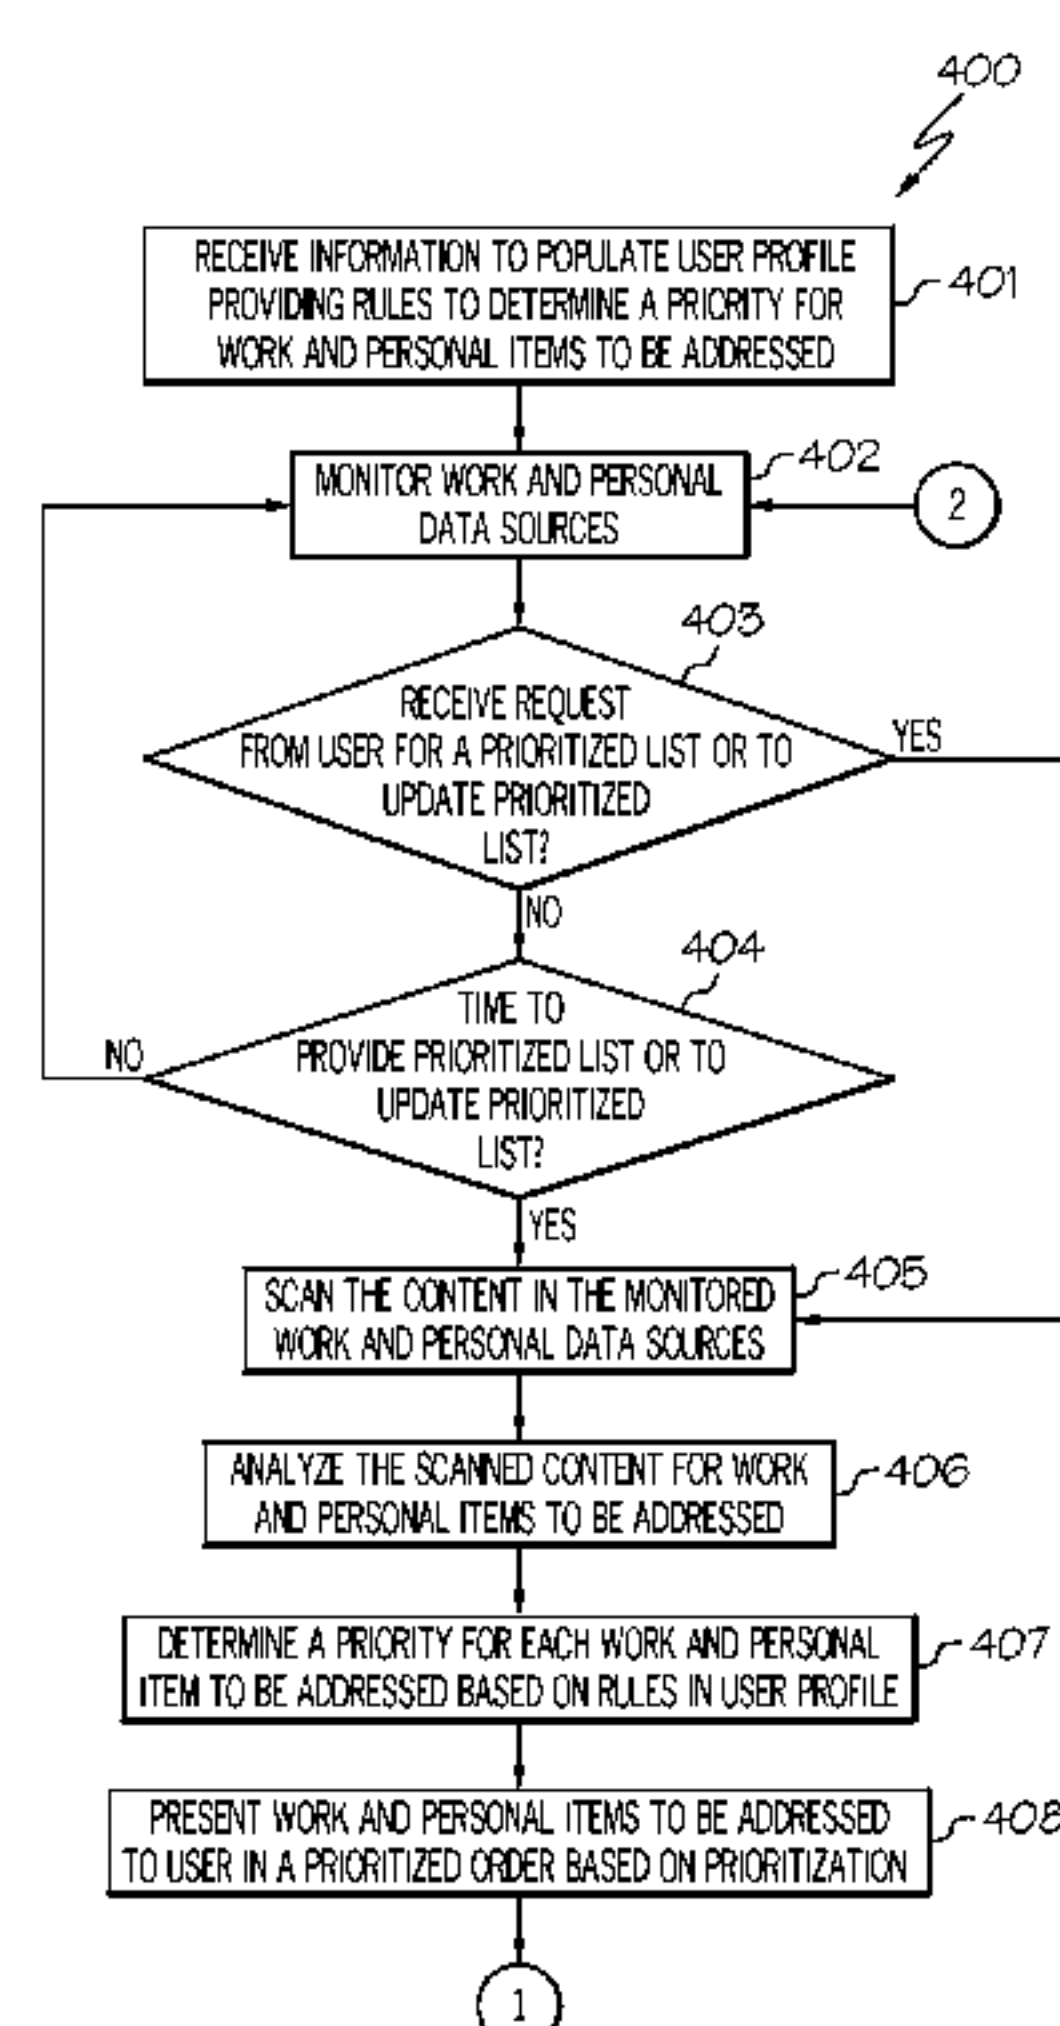 400
RECEIVE INFORMATION TO POPULATE USER PROFILE
PROVIDING RULES TO DETERMINE A PRIORITY FOR
WORK AND PERSONAL ITEMS TO BE ADDRESSED
401
MONITOR WORK AND PERSONAL
DATA SOURCES
402
2
403
RECEIVE REQUEST
FROM USER FOR A PRIORITIZED LIST OR TO
UPDATE PRIORITIZED
LIST?
YES
NO
404
TIME TO
PROVIDE PRIORITIZED LIST OR TO
UPDATE PRIORITIZED
LIST?
NO
YES
SCAN THE CONTENT IN THE MONITORED
WORK AND PERSONAL DATA SOURCES
405
ANALYZE THE SCANNED CONTENT FOR WORK
AND PERSONAL ITEMS TO BE ADDRESSED
406
DETERMINE A PRIORITY FOR EACH WORK AND PERSONAL
ITEM TO BE ADDRESSED BASED ON RULES IN USER PROFILE
407
PRESENT WORK AND PERSONAL ITEMS TO BE ADDRESSED
TO USER IN A PRIORITIZED ORDER BASED ON PRIORITIZATION
408
1